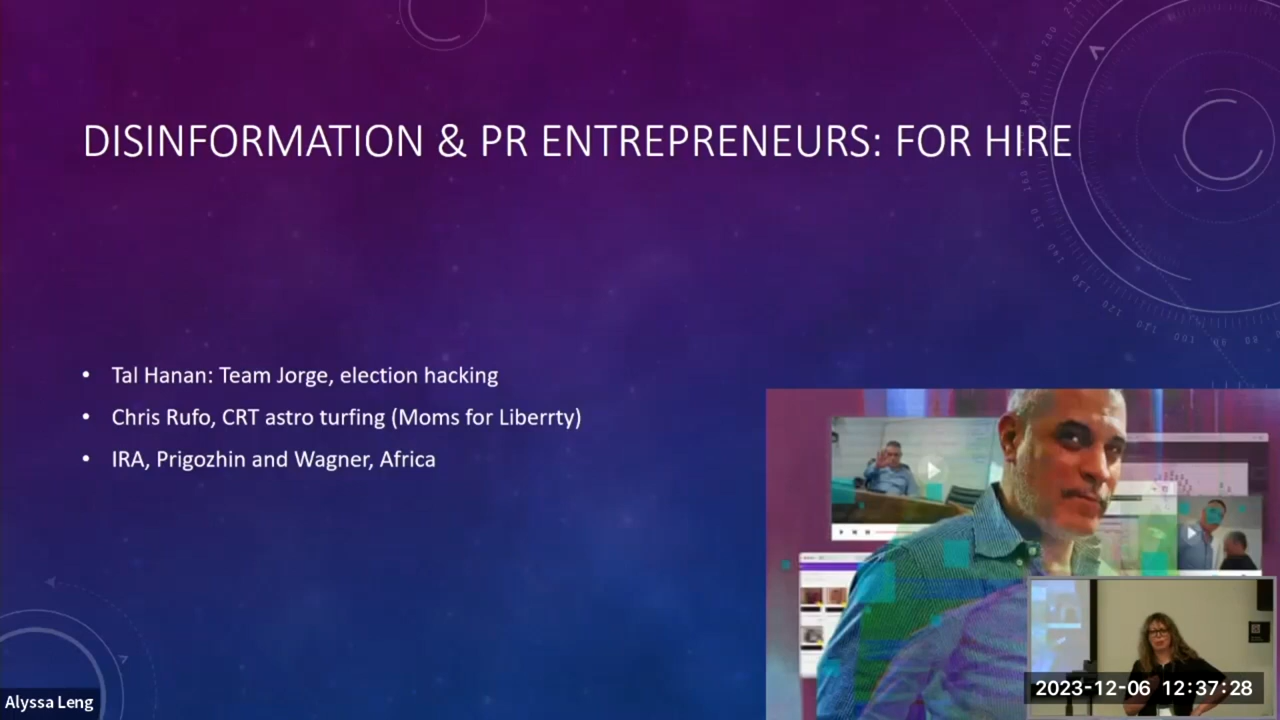 DISINFORMATION & PR ENTREPRENEURS: FOR HIRE
• Tal Hanan: Team Jorge, election hacking
• Chris Rufo, CRT astro turfing (Moms for Liberrty)
• IRA, Prigozhin and Wagner, Africa
Alyssa Leng
2023-12-06 12:37:28